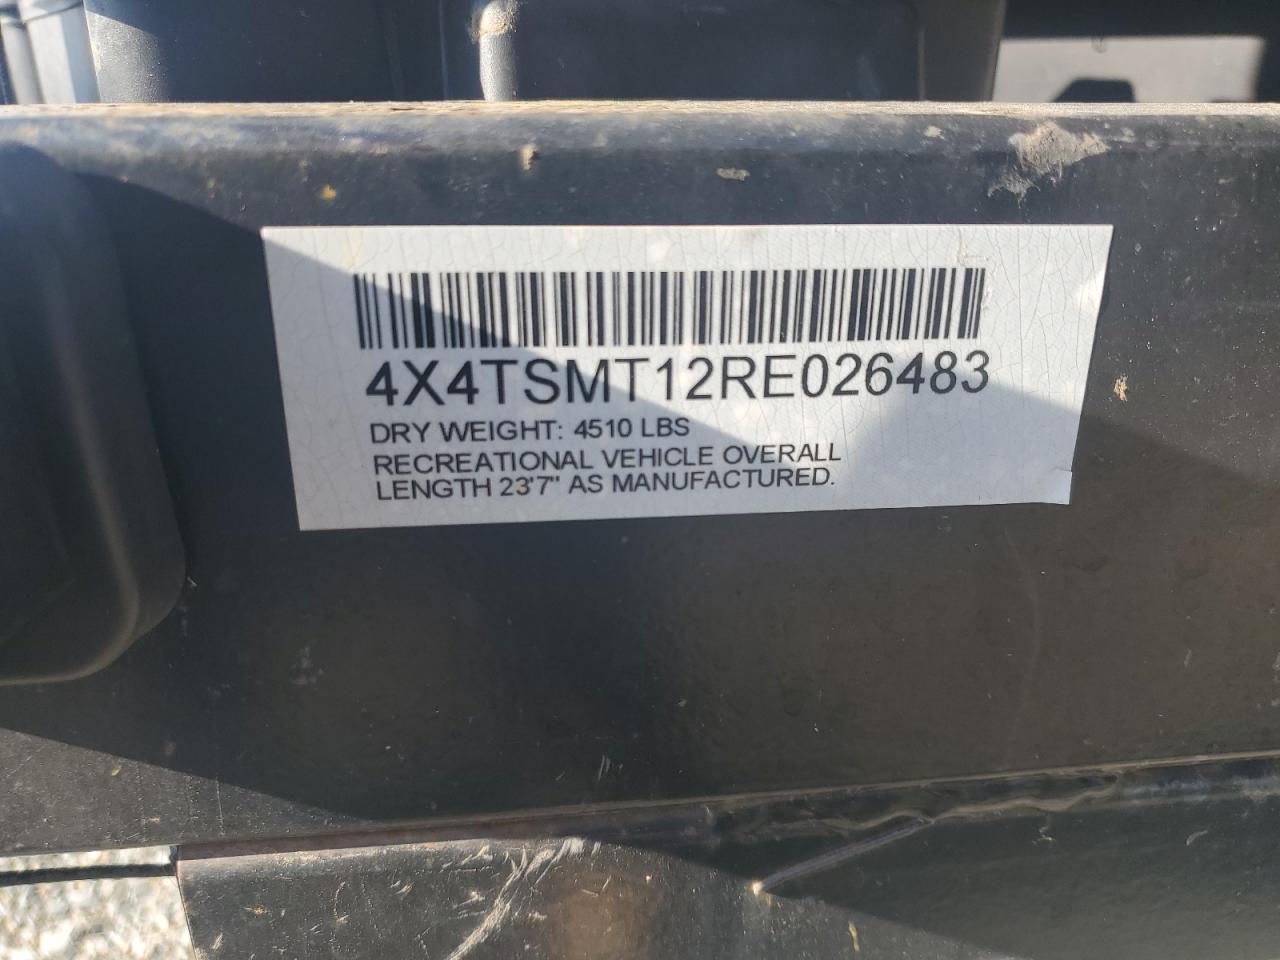 4X4TSMT12RE026483
DRY WEIGHT: 4510 LBS
RECREATIONAL VEHICLE OVERALL
LENGTH 23'7" AS MANUFACTURED.